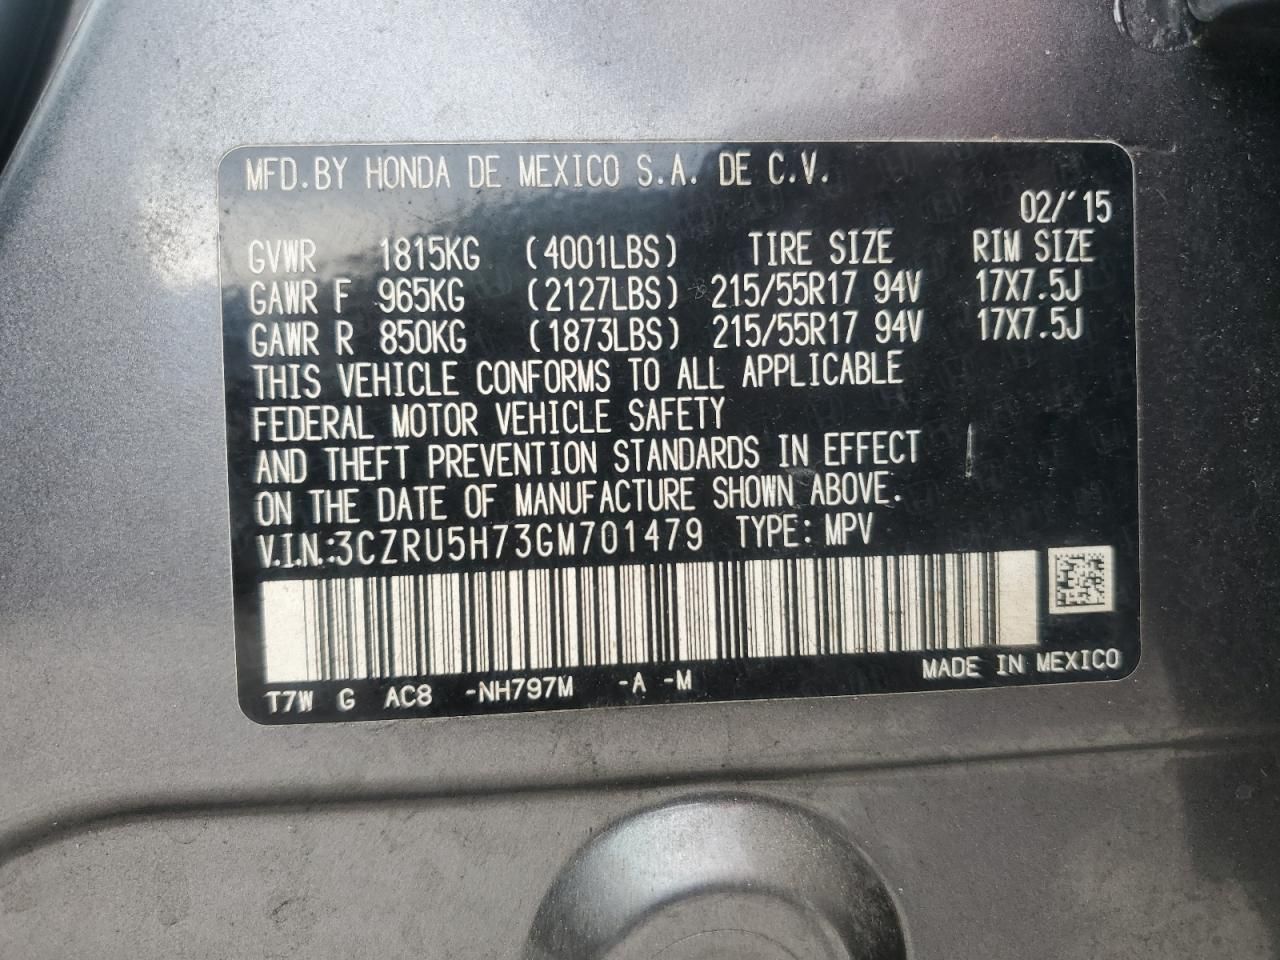 MFD.BY HONDA DE MEXICO S.A. DE C.V.
02/'15
GVWR 1815KG (4001LBS) TIRE SIZE RIM SIZE
GAWR F 965KG (2127LBS) 215/55R17 94V 17X7.5J
GAWR R 850KG (1873LBS) 215/55R17 94V 17X7.5J
THIS VEHICLE CONFORMS TO ALL APPLICABLE
FEDERAL MOTOR VEHICLE SAFETY
AND THEFT PREVENTION STANDARDS IN EFFECT
ON THE DATE OF MANUFACTURE SHOWN ABOVE.
V.I.N.:3CZRU5H73GM701479 TYPE: MPV
MADE IN MEXICO
T7W G AC8 -NH797M -A -M